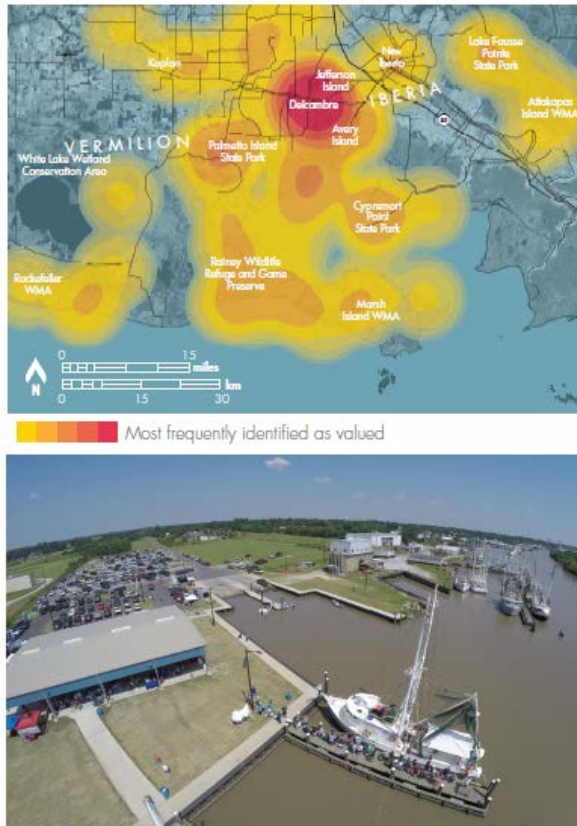 Kaplan
New
Iberia
Lake Fausse
Pointe
State Park
Jefferson
Island
Delcambre
IBERIA
Attakapas
Island WMA
Avery
Island
VERMILION
Palmetto Island
State Park
White Lake Wetland
Conservation Area
Cypremort
Point
State Park
Rainey Wildlife
Refuge and Game
Preserve
Rockefeller
WMA
Marsh
Island WMA
0 15
miles
km
0 15 30
N
Most frequently identified as valued